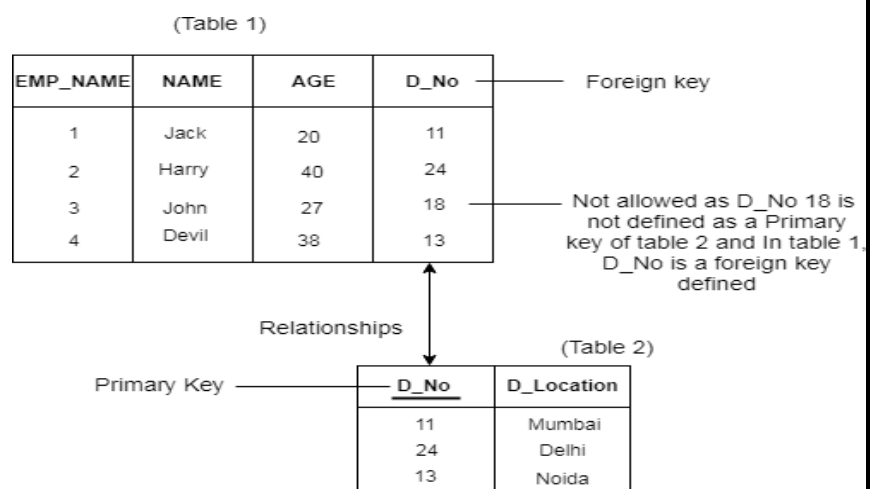 (Table 1)
EMP_NAME NAME AGE D_No Foreign key
1 Jack 20 11
2 Harry 40 24
3 John 27 18
4 Devil 38 13
Not allowed as D_No 18 is
not defined as a Primary
key of table 2 and In table 1,
D_No is a foreign key
defined
Relationships
(Table 2)
Primary Key D_No D_Location
11 Mumbai
24 Delhi
13 Noida